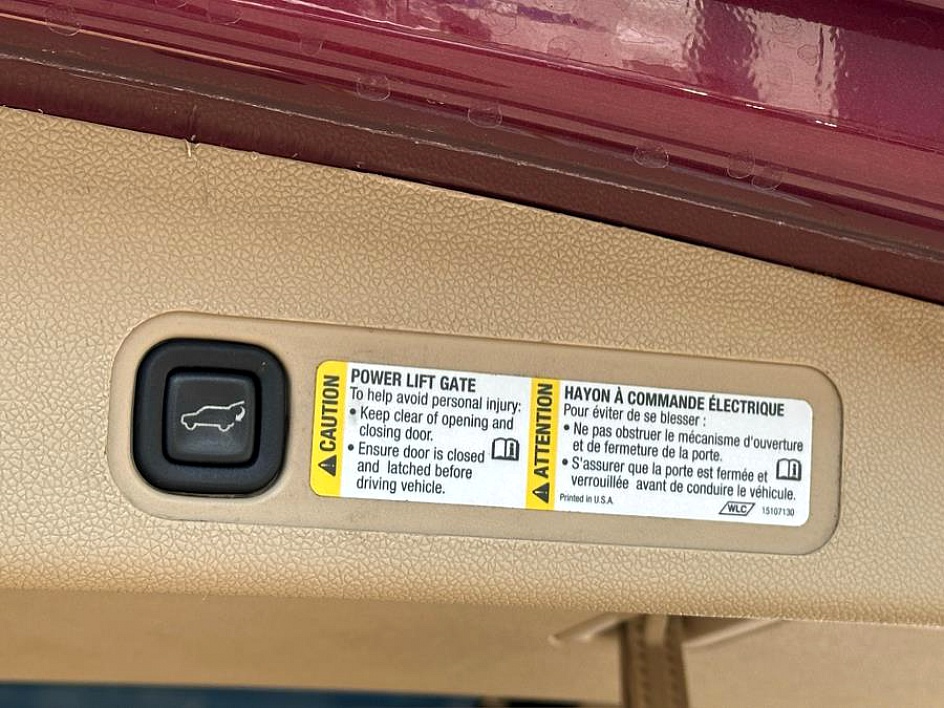 CAUTION
POWER LIFT GATE
To help avoid personal injury:
• Keep clear of opening and
closing door.
• Ensure door is closed
and latched before
driving vehicle.
ATTENTION
HAYON À COMMANDE ÉLECTRIQUE
Pour éviter de se blesser :
• Ne pas obstruer le mécanisme d'ouverture
et de fermeture de la porte.
• S'assurer que la porte est fermée et
verrouillée avant de conduire le véhicule.
Printed in U.S.A.
WLC 15107130